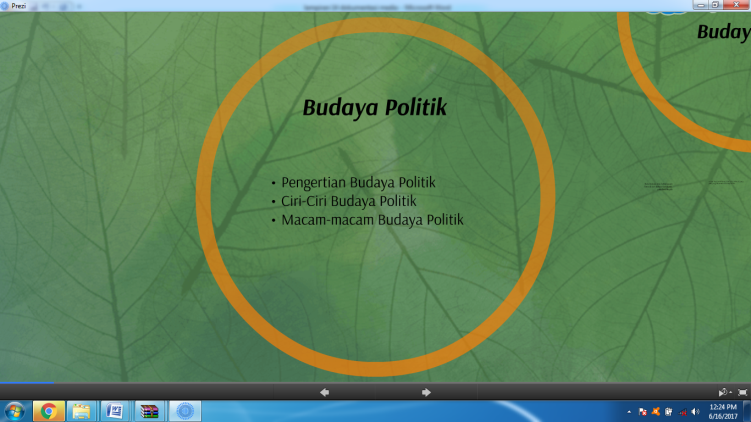 Prezi
Budaya Politik
• Pengertian Budaya Politik
• Ciri-Ciri Budaya Politik
• Macam-macam Budaya Politik
Buday
12:24 PM
6/16/2017